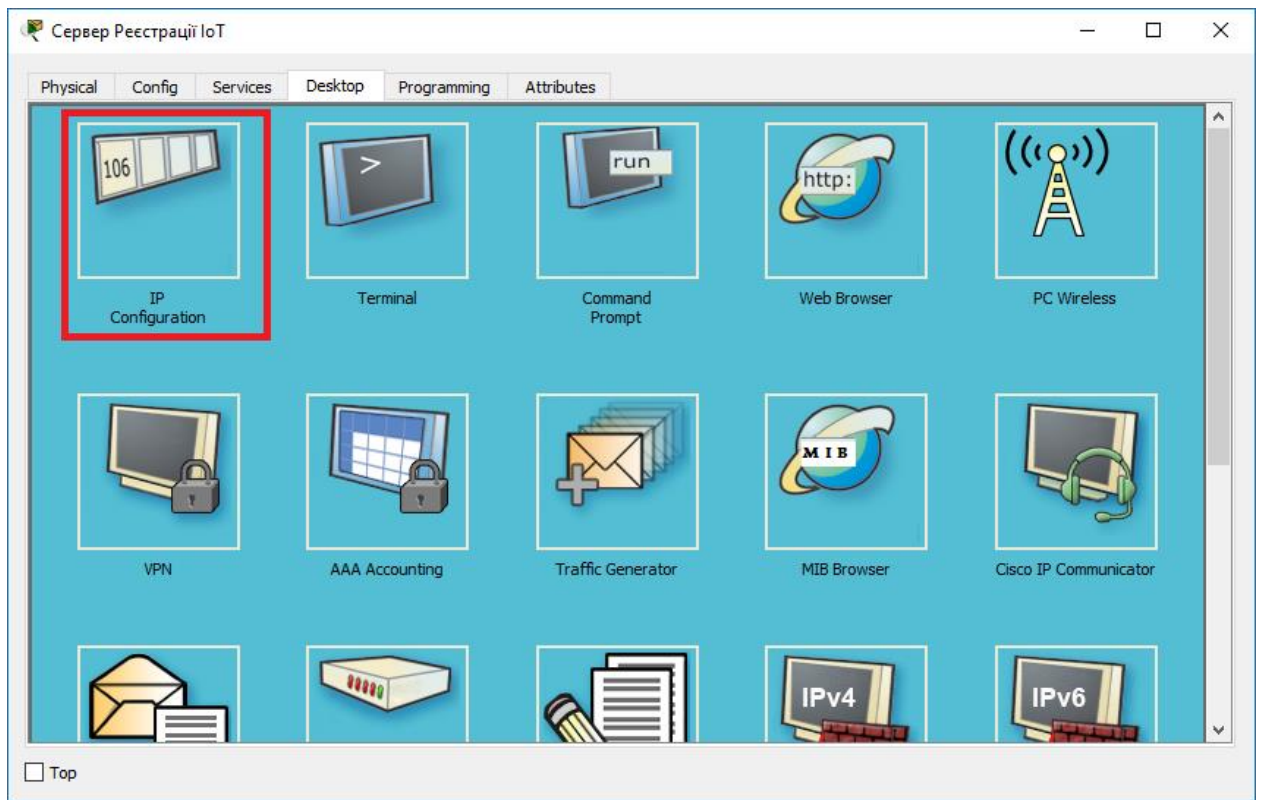 Сервер Реєстрації IoT
Physical Config Services Desktop Programming Attributes
106
>
run
http:
IP
Configuration
Terminal
Command
Prompt
Web Browser
PC Wireless
MIB
VPN
AAA Accounting
Traffic Generator
MIB Browser
Cisco IP Communicator
IPv4
IPv6
Top